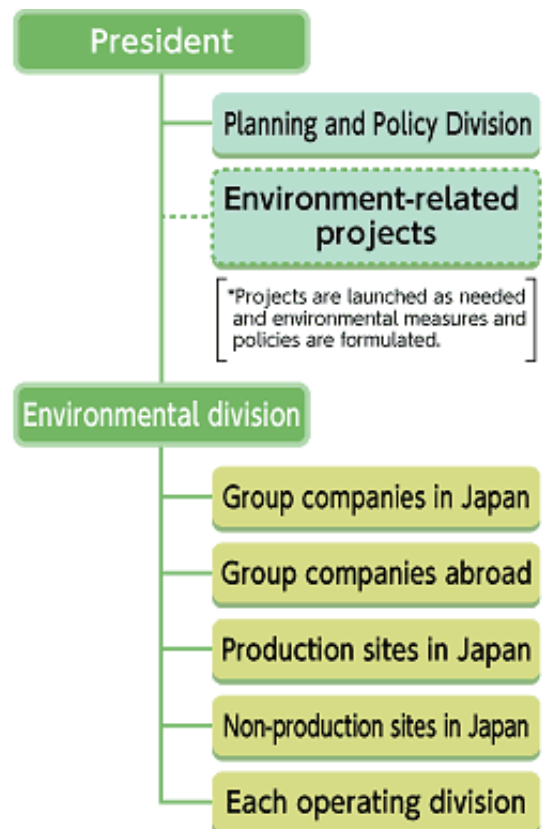 President
Planning and Policy Division
Environment-related
projects
*Projects are launched as needed
and environmental measures and
policies are formulated.
Environmental division
Group companies in Japan
Group companies abroad
Production sites in Japan
Non-production sites in Japan
Each operating division